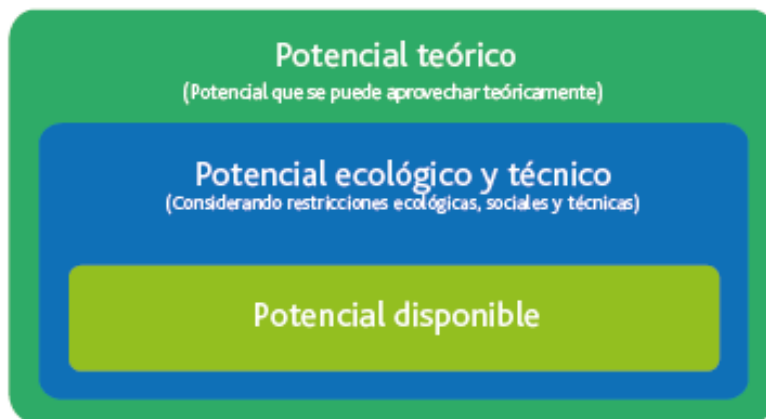 Potencial teórico
(Potencial que se puede aprovechar teóricamente)
Potencial ecológico y técnico
(Considerando restricciones ecológicas, sociales y técnicas)
Potencial disponible